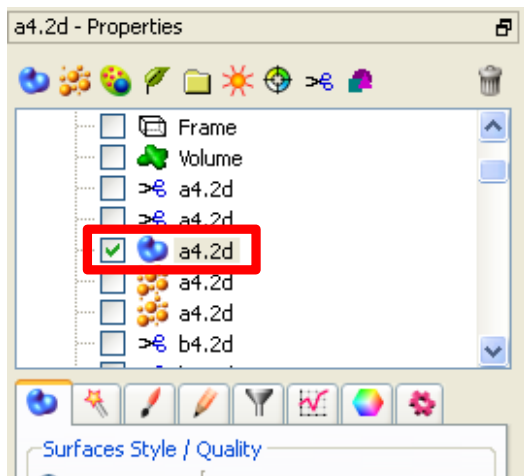 a4.2d - Properties
Frame
Volume
a4.2d
a4.2d
a4.2d
a4.2d
a4.2d
b4.2d
Surfaces Style / Quality